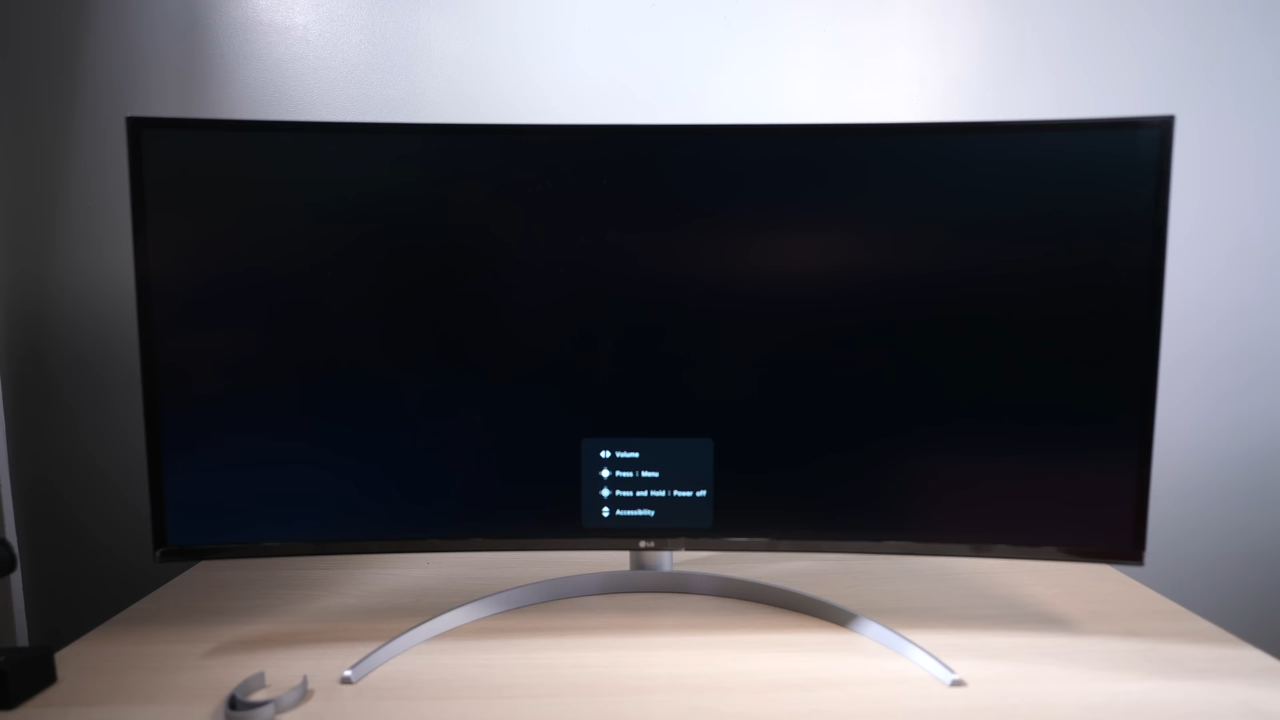 Volume
Press : Menu
Press and Hold : Power off
Accessibility
LG